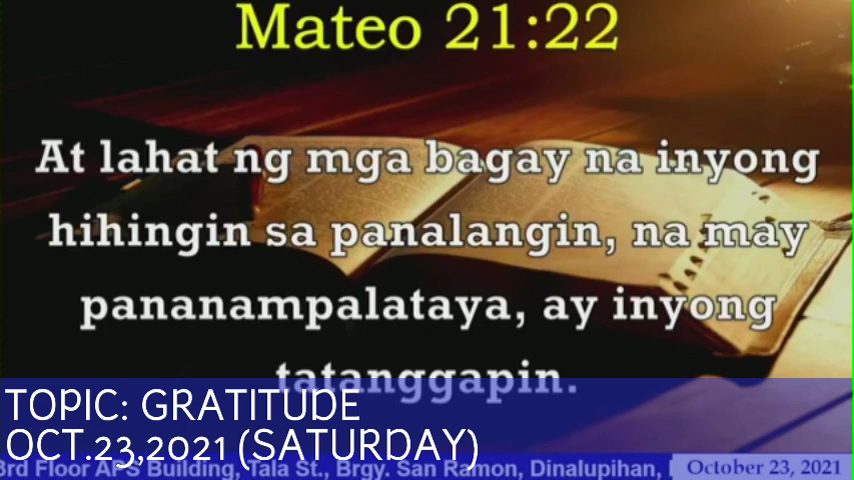 Mateo 21:22
At lahat ng mga bagay na inyong
hihingin sa panalangin, na may
pananampalataya, ay inyong
tatanggapin.
TOPIC: GRATITUDE
OCT.23,2021 (SATURDAY)
3rd Floor APS Building, Tala St., Brgy. San Ramon, Dinalupihan,
October 23, 2021